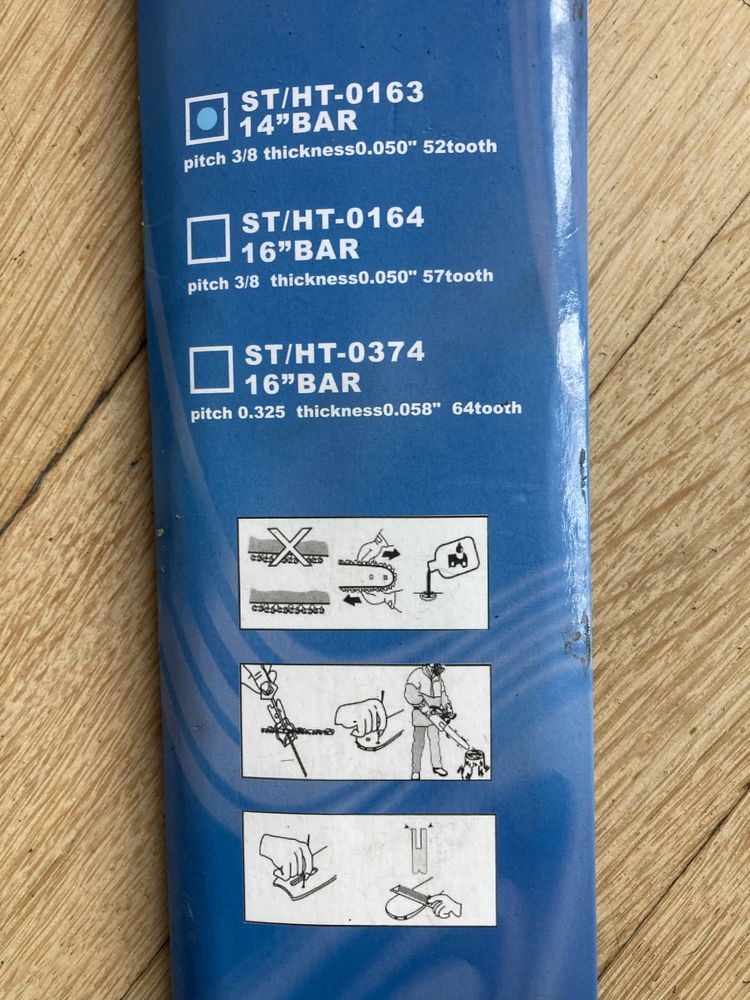 ST/HT-0163
14”BAR
pitch 3/8 thickness0.050" 52tooth
ST/HT-0164
16”BAR
pitch 3/8 thickness0.050" 57tooth
ST/HT-0374
16”BAR
pitch 0.325 thickness0.058" 64tooth